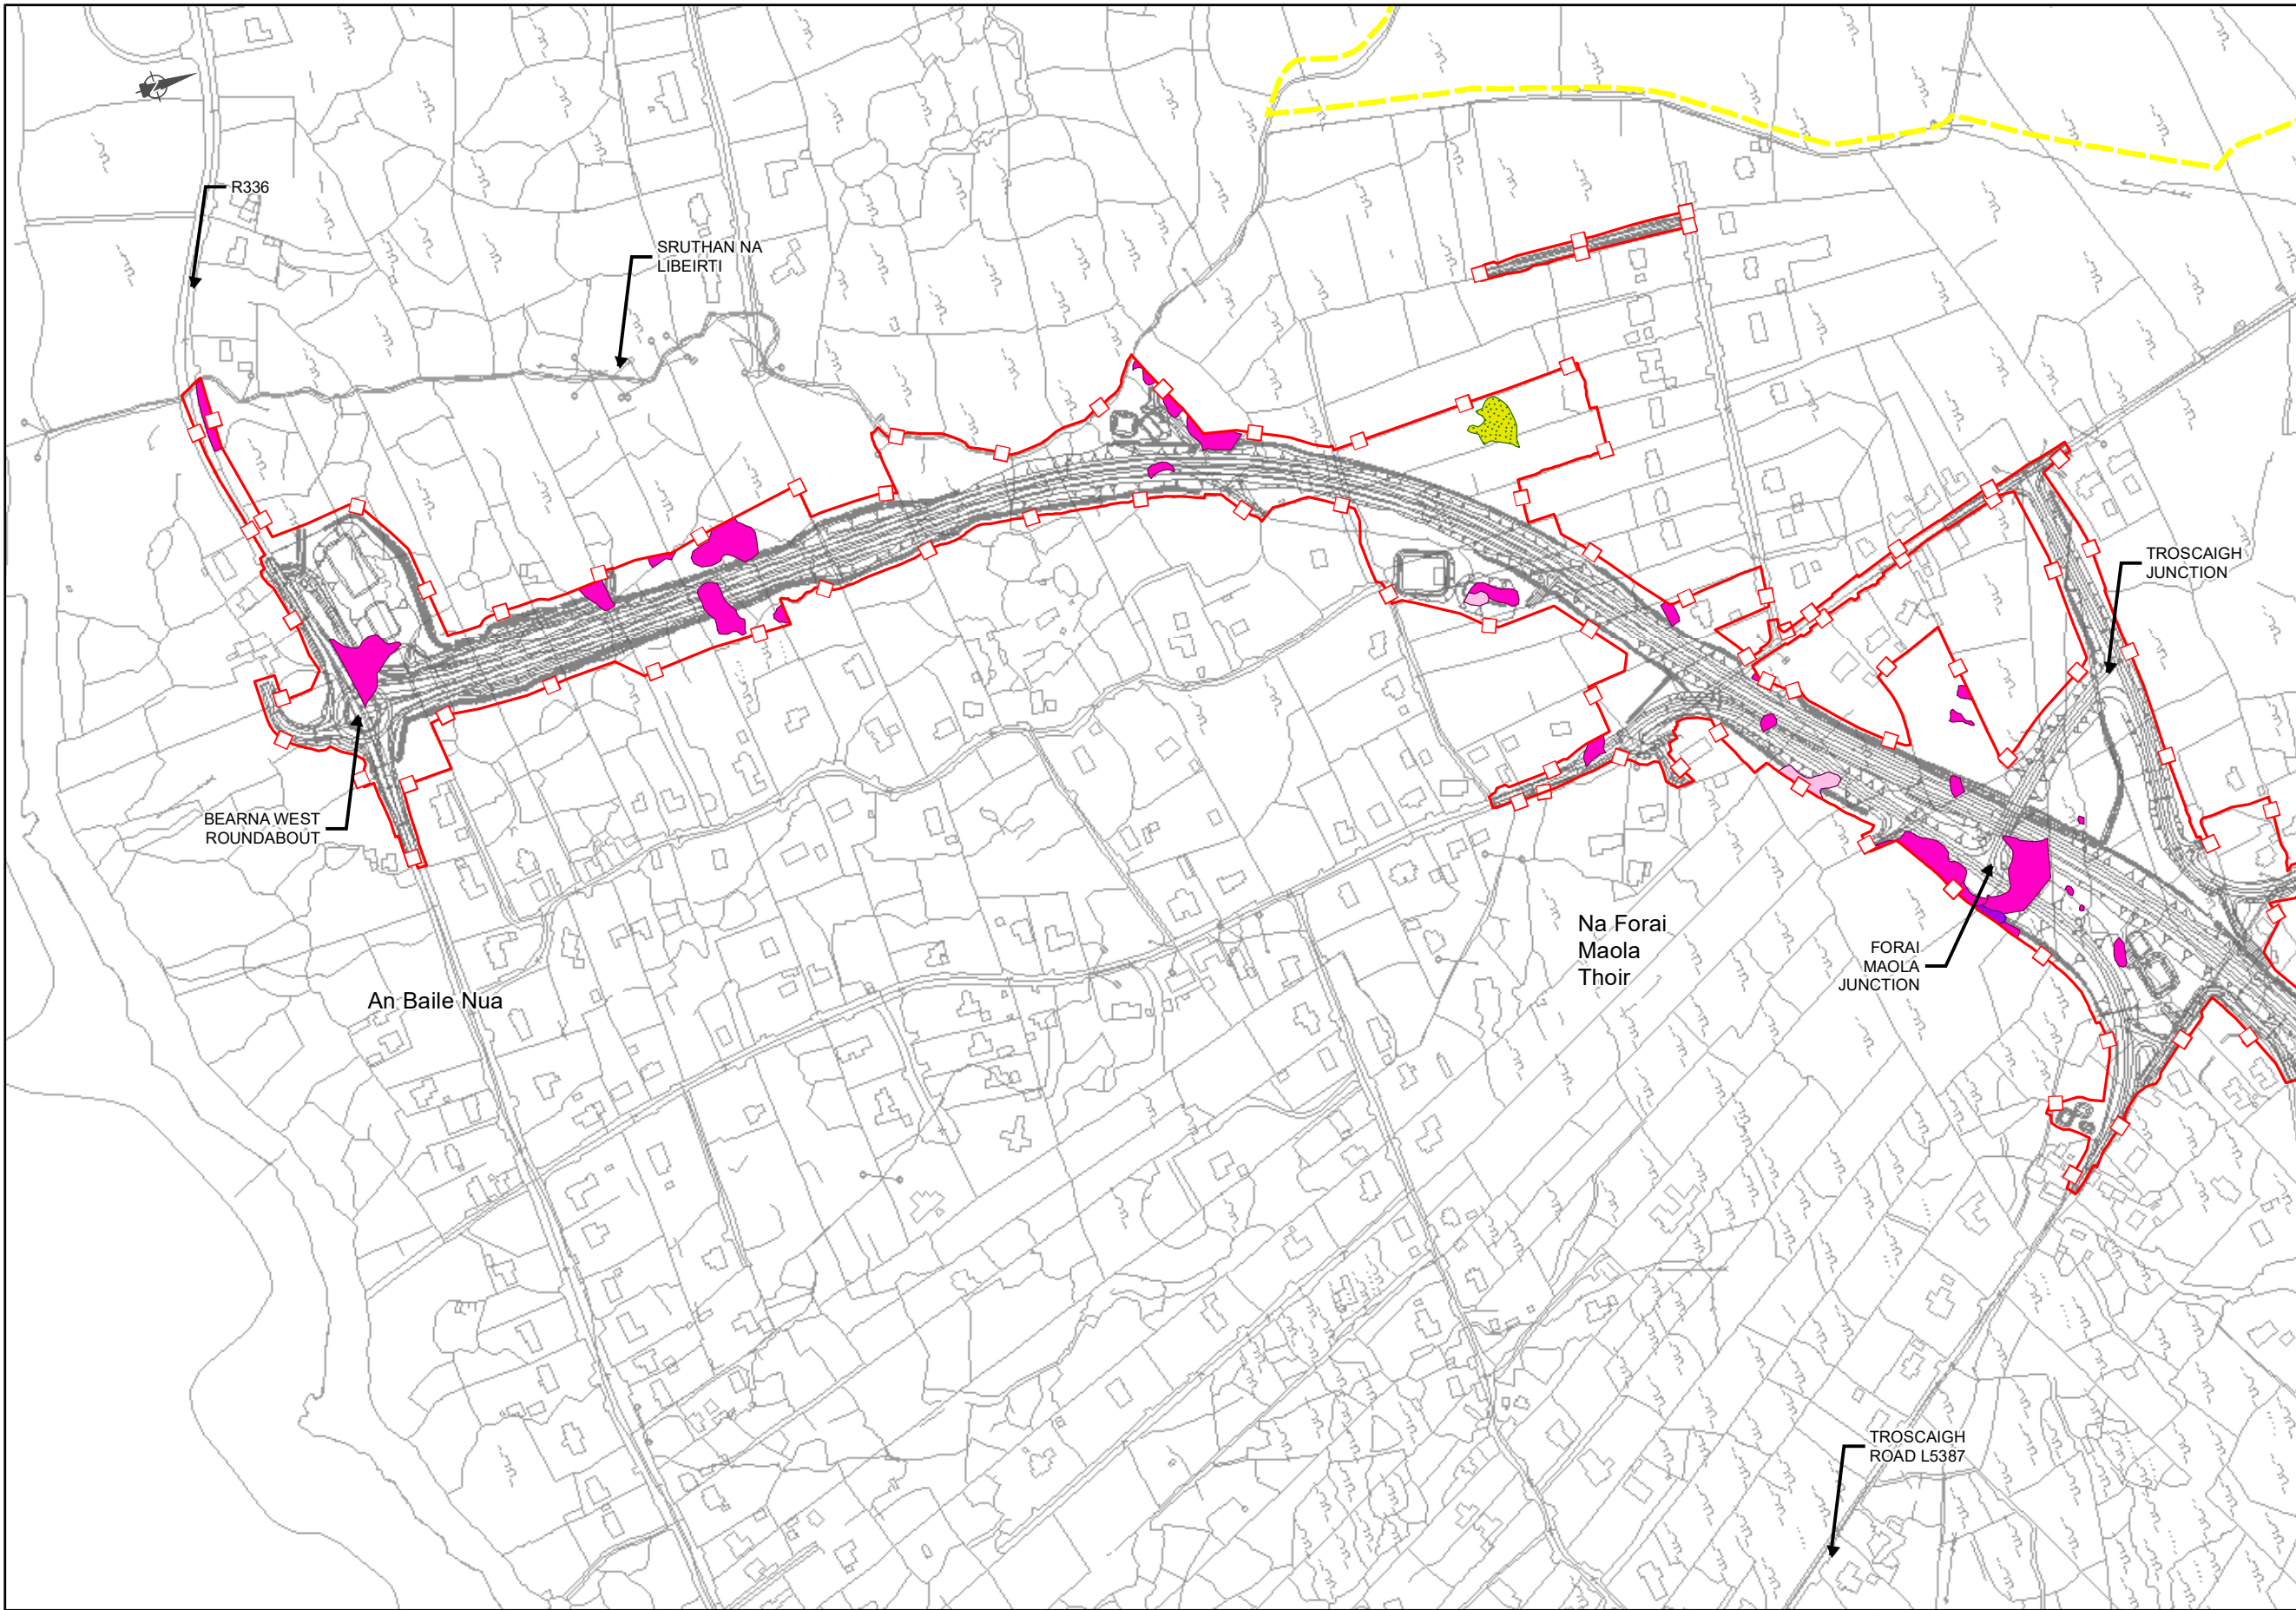 R336
SRUTHAN NA
LIBEIRTI
TROSCAIGH
JUNCTION
BEARNA WEST
ROUNDABOUT
Na Forai
Maola
Thoir
FORAI
MAOLA
JUNCTION
An Baile Nua
TROSCAIGH
ROAD L5387